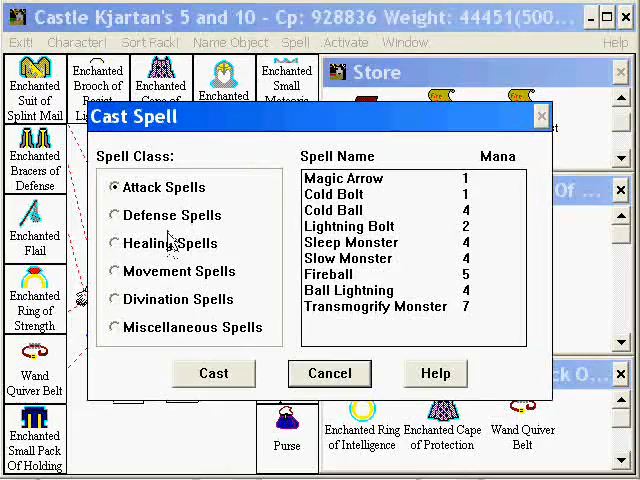 Castle Kjartan's 5 and 10 - Cp: 928836 Weight: 44451(500...
Exit! Character! Sort Pack! Name Object Spell Activate Window Help
Enchanted Suit of Splint Mail
Enchanted Brooch of
Enchanted
Enchanted
Enchanted Small
Store
Cast Spell
Spell Class:
Attack Spells
Defense Spells
Healing Spells
Movement Spells
Divination Spells
Miscellaneous Spells
Spell Name Mana
Magic Arrow 1
Cold Bolt 1
Cold Ball 4
Lightning Bolt 2
Sleep Monster 4
Slow Monster 4
Fireball 5
Ball Lightning 4
Transmogrify Monster 7
Cast
Cancel
Help
Enchanted Bracers of Defense
Enchanted Flail
Enchanted Ring of Strength
Wand Quiver Belt
Enchanted Small Pack Of Holding
Of ...
ck O...
Purse
Enchanted Ring of Intelligence
Enchanted Cape of Protection
Wand Quiver Belt